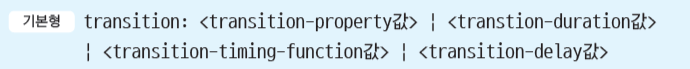 기본형 transition: <transition-property값> | <transtion-duration값>
| <transition-timing-function값> | <transtion-delay값>